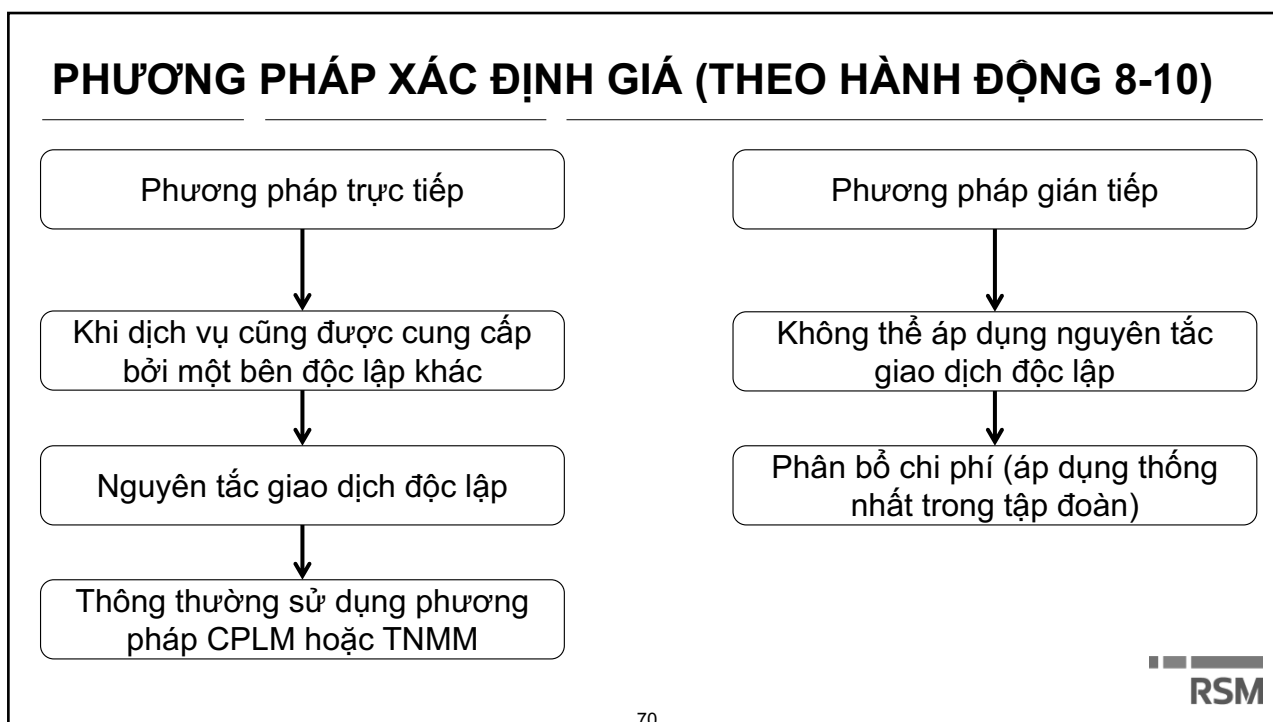 PHƯƠNG PHÁP XÁC ĐỊNH GIÁ (THEO HÀNH ĐỘNG 8-10)
Phương pháp trực tiếp
Khi dịch vụ cũng được cung cấp
bởi một bên độc lập khác
Nguyên tắc giao dịch độc lập
Thông thường sử dụng phương
pháp CPLM hoặc TNMM
Phương pháp gián tiếp
Không thể áp dụng nguyên tắc
giao dịch độc lập
Phân bổ chi phí (áp dụng thống
nhất trong tập đoàn)
RSM
70